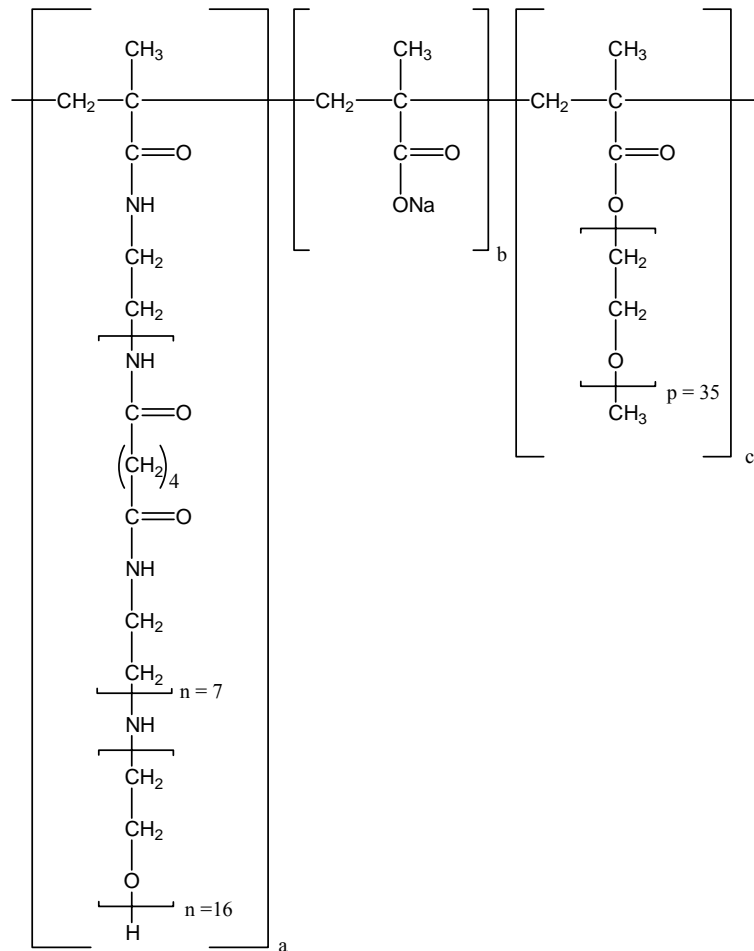 CH3 CH3 CH3
CH2 C CH2 C CH2 C
C=O C=O C=O
NH ONa O
b
CH2 CH2
CH2 CH2
NH O
p = 35
C=O CH3
(CH2)4 c
C=O
NH
CH2
CH2
n = 7
NH
CH2
CH2
O
n =16
H
a